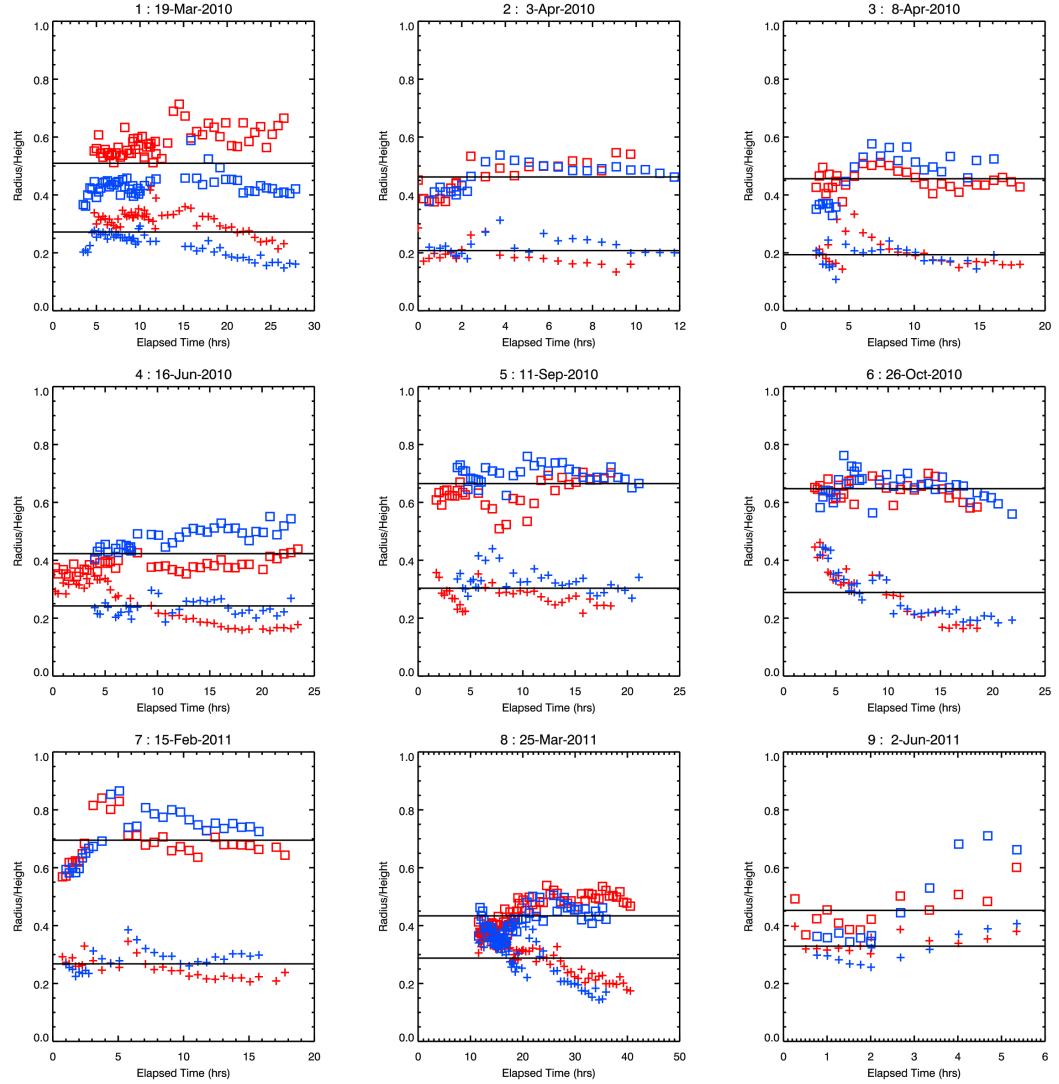 1 : 19-Mar-2010
1.0
0.8
0.6
0.4
0.2
0.0
Radius/Height
0 5 10 15 20 25 30
Elapsed Time (hrs)
2 : 3-Apr-2010
1.0
0.8
0.6
0.4
0.2
0.0
Radius/Height
0 2 4 6 8 10 12
Elapsed Time (hrs)
3 : 8-Apr-2010
1.0
0.8
0.6
0.4
0.2
0.0
Radius/Height
0 5 10 15 20
Elapsed Time (hrs)
4 : 16-Jun-2010
1.0
0.8
0.6
0.4
0.2
0.0
Radius/Height
0 5 10 15 20 25
Elapsed Time (hrs)
5 : 11-Sep-2010
1.0
0.8
0.6
0.4
0.2
0.0
Radius/Height
0 5 10 15 20 25
Elapsed Time (hrs)
6 : 26-Oct-2010
1.0
0.8
0.6
0.4
0.2
0.0
Radius/Height
0 5 10 15 20 25
Elapsed Time (hrs)
7 : 15-Feb-2011
1.0
0.8
0.6
0.4
0.2
0.0
Radius/Height
0 5 10 15 20
Elapsed Time (hrs)
8 : 25-Mar-2011
1.0
0.8
0.6
0.4
0.2
0.0
Radius/Height
0 10 20 30 40 50
Elapsed Time (hrs)
9 : 2-Jun-2011
1.0
0.8
0.6
0.4
0.2
0.0
Radius/Height
0 1 2 3 4 5 6
Elapsed Time (hrs)